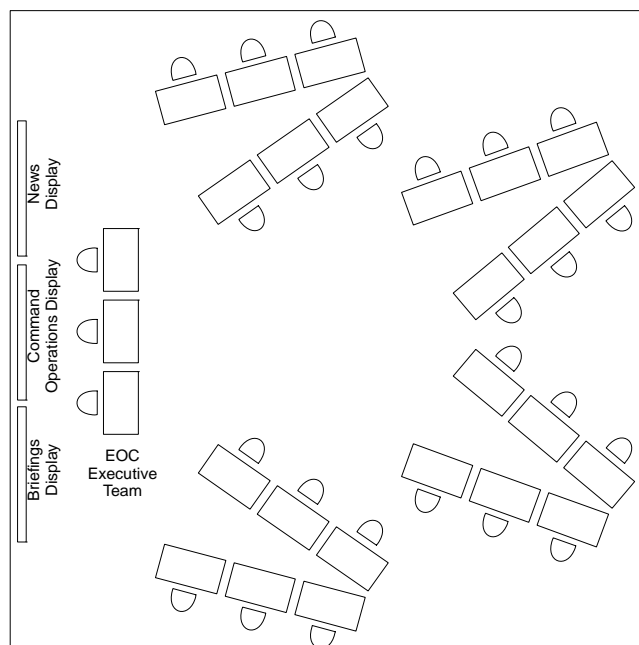 News
Display
Command
Operations Display
Briefings
Display
EOC
Executive
Team